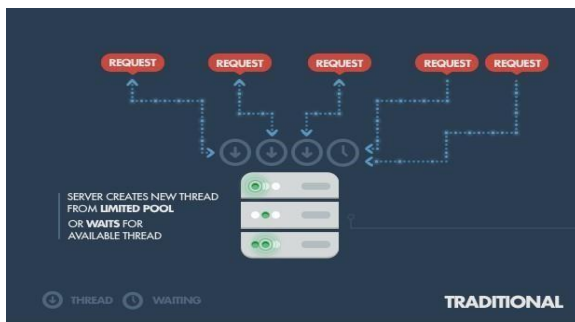 REQUEST REQUEST REQUEST REQUEST REQUEST
SERVER CREATES NEW THREAD
FROM LIMITED POOL
OR WAITS FOR
AVAILABLE THREAD
THREAD WAITING
TRADITIONAL